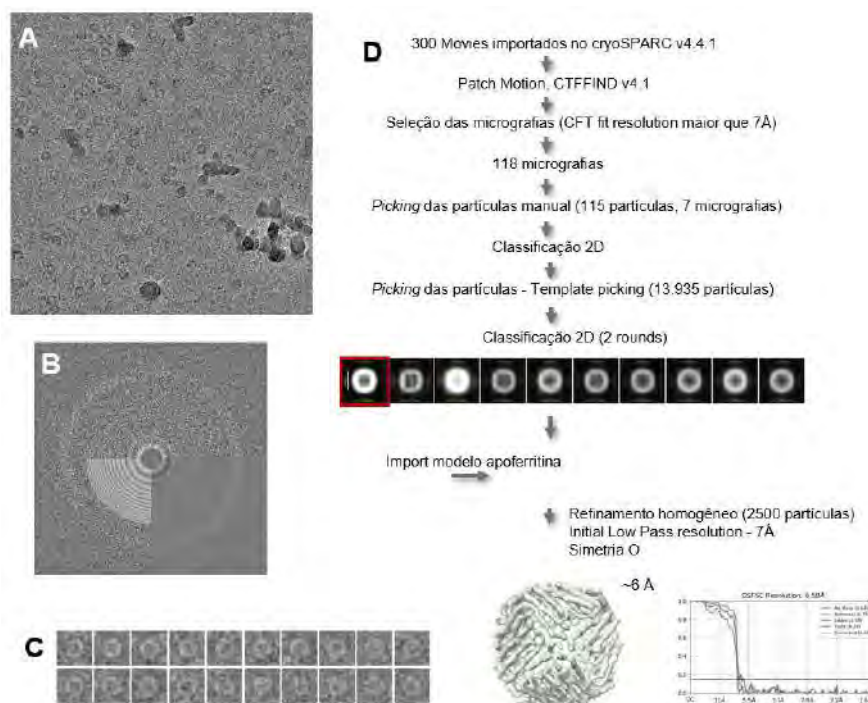 A
B
C
D
300 Movies importados no cryoSPARC v4.4.1
Patch Motion, CTFFIND v4.1
Seleção das micrografias (CFT fit resolution maior que 7Å)
118 micrografias
Picking das partículas manual (115 partículas, 7 micrografias)
Classificação 2D
Picking das partículas - Template picking (13.935 partículas)
Classificação 2D (2 rounds)
Import modelo apoferritina
Refinamento homogêneo (2500 partículas)
Initial Low Pass resolution - 7Å
Simetria O
~6 Å
GSFSC Resolution: